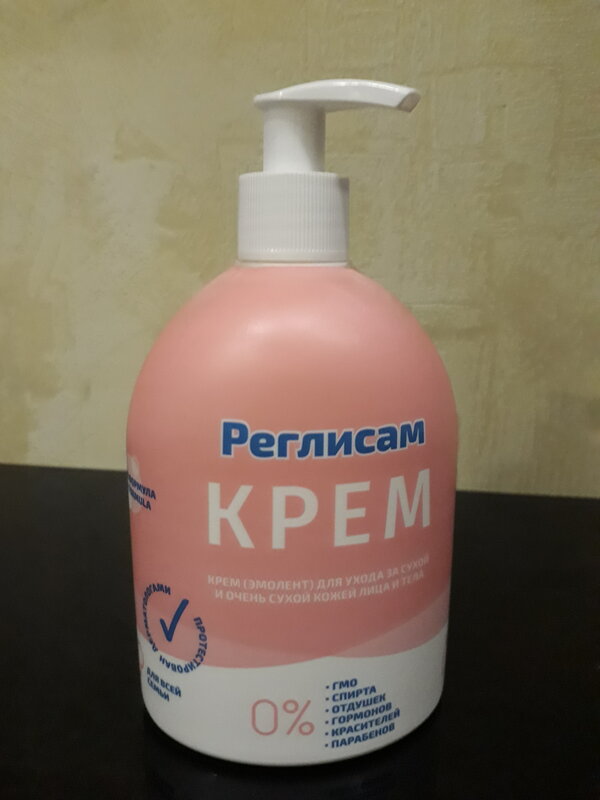 Реглисам
КРЕМ
КРЕМ (ЭМОЛЕНТ) ДЛЯ УХОДА ЗА СУХОЙ
И ОЧЕНЬ СУХОЙ КОЖЕЙ ЛИЦА И ТЕЛА
ПРОТЕСТИРОВАН ДЕРМАТОЛОГАМИ
ДЛЯ ВСЕЙ
СЕМЬИ
0%
• ГМО
• СПИРТА
• ОТДУШЕК
• ГОРМОНОВ
• КРАСИТЕЛЕЙ
• ПАРАБЕНОВ